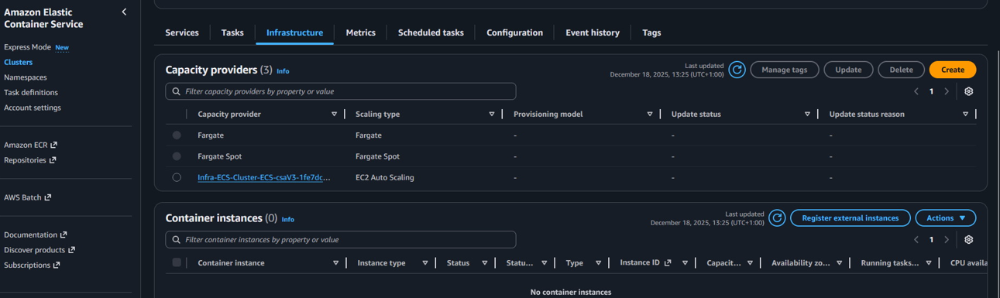 Amazon Elastic
Container Service
Express Mode New
Clusters
Namespaces
Task definitions
Account settings
Amazon ECR
Repositories
AWS Batch
Documentation
Discover products
Subscriptions
Services Tasks Infrastructure Metrics Scheduled tasks Configuration Event history Tags
Capacity providers (3) Info
Last updated
December 18, 2025, 13:25 (UTC+1:00)
Manage tags Update Delete Create
Filter capacity providers by property or value
1
Capacity provider Scaling type Provisioning model Update status Update status reason
Fargate Fargate - - -
Fargate Spot Fargate Spot - - -
Infra-ECS-Cluster-ECS-csaV3-1fe7dc... EC2 Auto Scaling - - -
Container instances (0) Info
Last updated
December 18, 2025, 13:25 (UTC+1:00)
Register external instances Actions
Filter container instances by property or value
1
Container instance Instance type Status Statu... Type Instance ID Capacit... Availability zo... Running tasks... CPU availa
No container instances